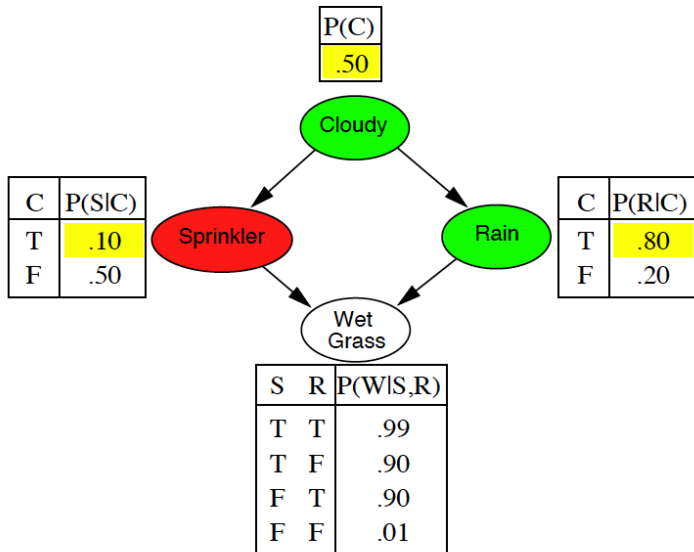 P(C)
.50
Cloudy
C P(S|C)
T .10
F .50
Sprinkler
Rain
C P(R|C)
T .80
F .20
Wet
Grass
S R P(W|S,R)
T T .99
T F .90
F T .90
F F .01